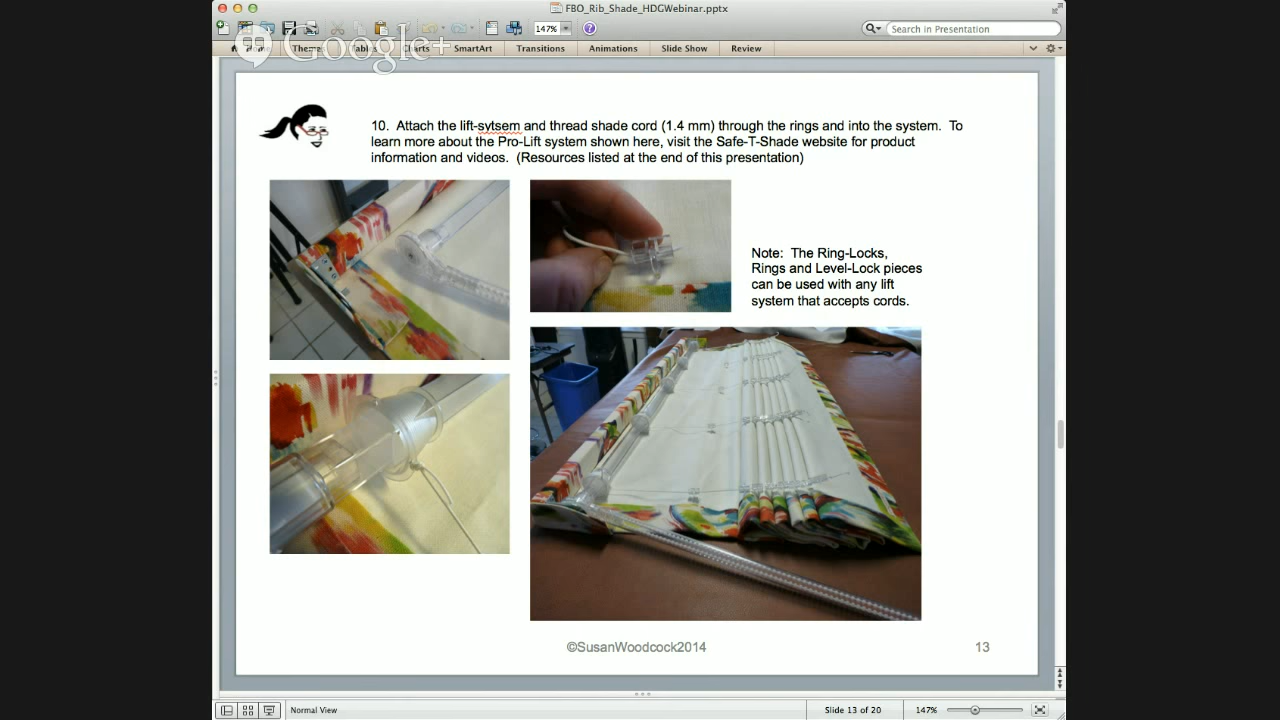 FBO_Rib_Shade_HDGWebinar.pptx
147%
Search in Presentation
Google+
Themes Tables Charts SmartArt Transitions Animations Slide Show Review
10. Attach the lift-sytsem and thread shade cord (1.4 mm) through the rings and into the system. To
learn more about the Pro-Lift system shown here, visit the Safe-T-Shade website for product
information and videos. (Resources listed at the end of this presentation)
Note: The Ring-Locks,
Rings and Level-Lock pieces
can be used with any lift
system that accepts cords.
©SusanWoodcock2014
13
Normal View
Slide 13 of 20
147%